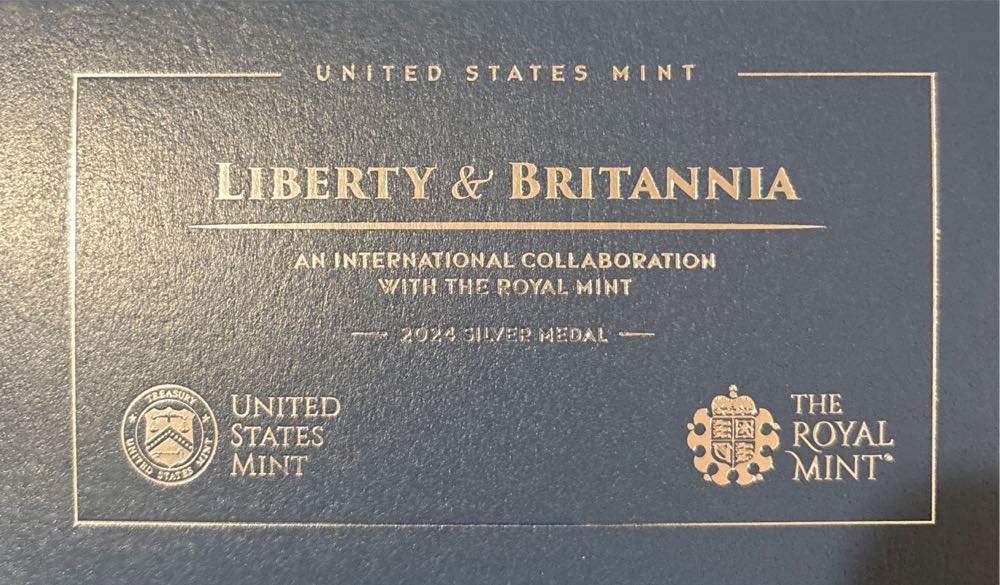 UNITED STATES MINT
LIBERTY & BRITANNIA
AN INTERNATIONAL COLLABORATION
WITH THE ROYAL MINT
2024 SILVER MEDAL
TREASURY
UNITED STATES MINT
UNITED
STATES
MINT
THE
ROYAL
MINT®